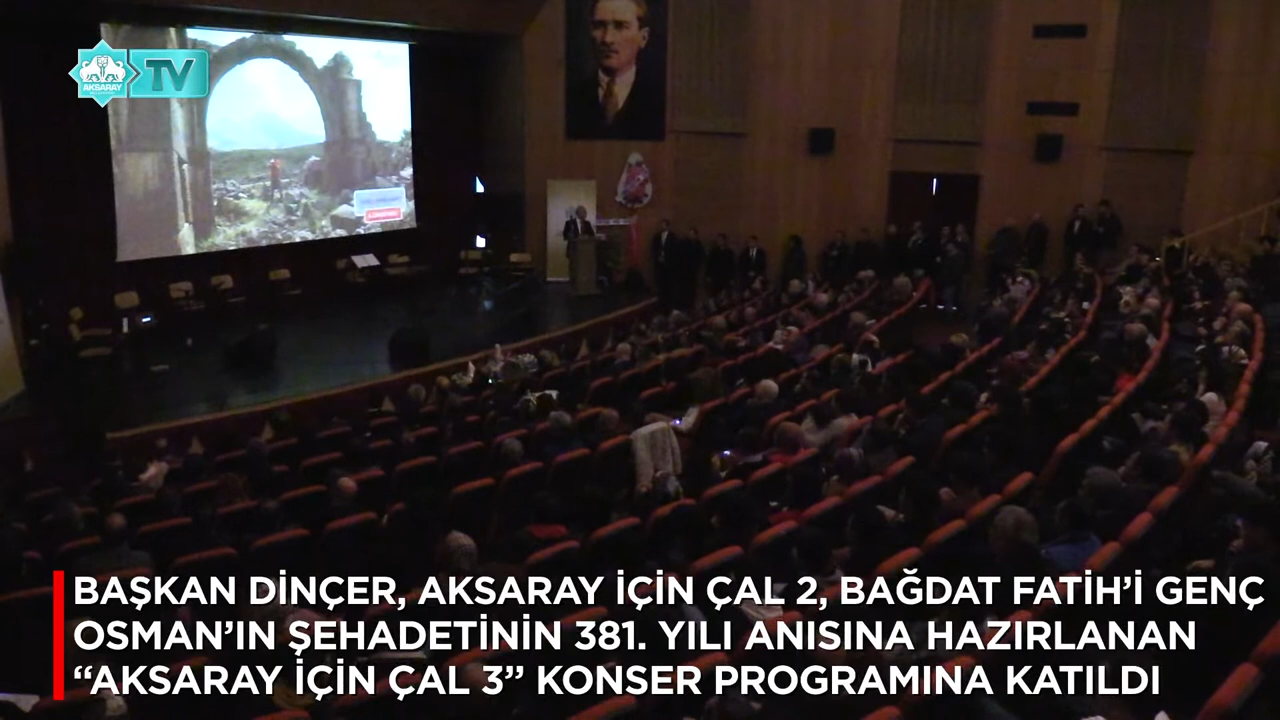 AKSARAY
TV
BAŞKAN DİNÇER, AKSARAY İÇİN ÇAL 2, BAĞDAT FATİH’İ GENÇ
OSMAN’IN ŞEHADETİNİN 381. YILI ANISINA HAZIRLANAN
“AKSARAY İÇİN ÇAL 3” KONSER PROGRAMINA KATILDI